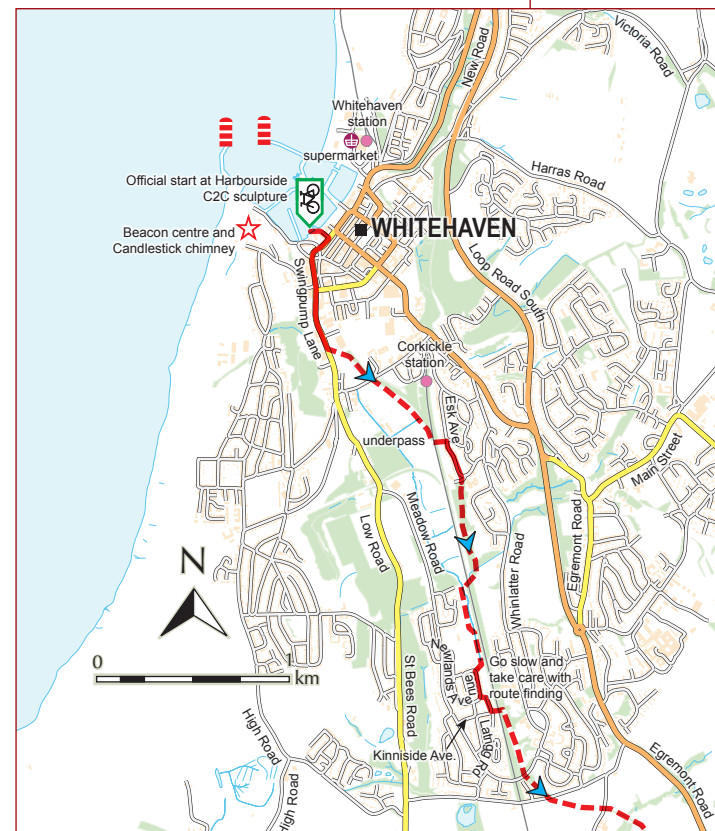 Victoria Road
New Road
Whitehaven
station
supermarket
Harras Road
Official start at Harbourside
C2C sculpture
WHITEHAVEN
Beacon centre and
Candlestick chimney
Loop Road South
Swingpump Lane
Corkickle
station
Esk Ave
underpass
Main Street
Egremont Road
Meadow Road
Low Road
Whinlatter Road
N
0
1
km
Newlands Ave
St Bees Road
Go slow and
take care with
route finding
Latrigg Rd
Kinniside Ave.
High Road
High Road
Egremont Road